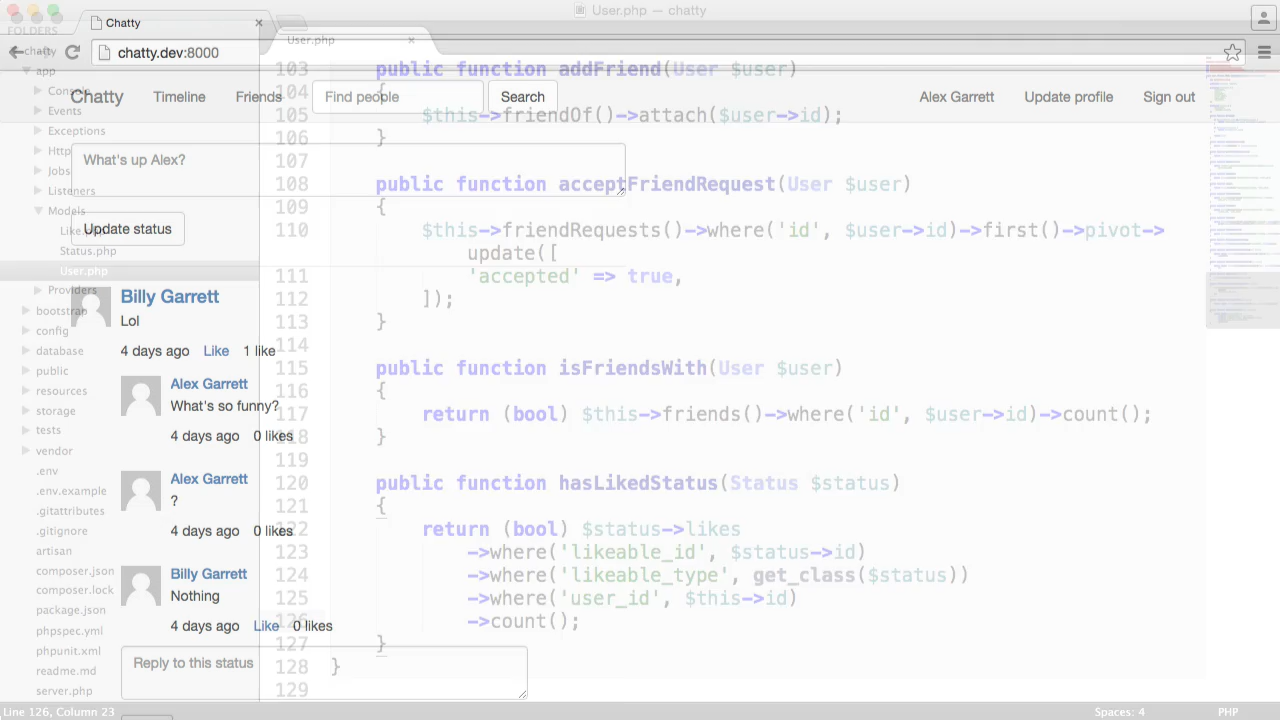 User.php — chatty
FOLDERS
Chatty
User.php
chatty
chatty.dev:8000
app
Events
Exceptions
Http
Jobs
Listeners
Models
User.php
bootstrap
config
database
public
resources
storage
tests
vendor
.env
.env.example
.gitattributes
.gitignore
artisan
composer.json
composer.lock
package.json
phpspec.yml
phpunit.xml
readme.md
server.php
Chatty Timeline Friends Find people Search Alex Garrett Update profile Sign out
What's up Alex?
Update status
Billy Garrett
Lo!
4 days ago Like 1 like
Alex Garrett
What's so funny?
4 days ago 0 likes
Alex Garrett
?
4 days ago 0 likes
Billy Garrett
Nothing
4 days ago Like 0 likes
Reply to this status
103 public function addFriend(User $user)
104 {
105 $this->friendOf()->attach($user->id);
106 }
107
108 public function acceptFriendRequest(User $user)
109 {
110 $this->friendRequests()->where('id', $user->id)->first()->pivot->
update([
111 'accepted' => true,
112 ]);
113 }
114
115 public function isFriendsWith(User $user)
116 {
117 return (bool) $this->friends()->where('id', $user->id)->count();
118 }
119
120 public function hasLikedStatus(Status $status)
121 {
122 return (bool) $status->likes
123 ->where('likeable_id', $status->id)
124 ->where('likeable_type', get_class($status))
125 ->where('user_id', $this->id)
126 ->count();
127 }
128 }
129
Line 126, Column 23 Spaces: 4 PHP